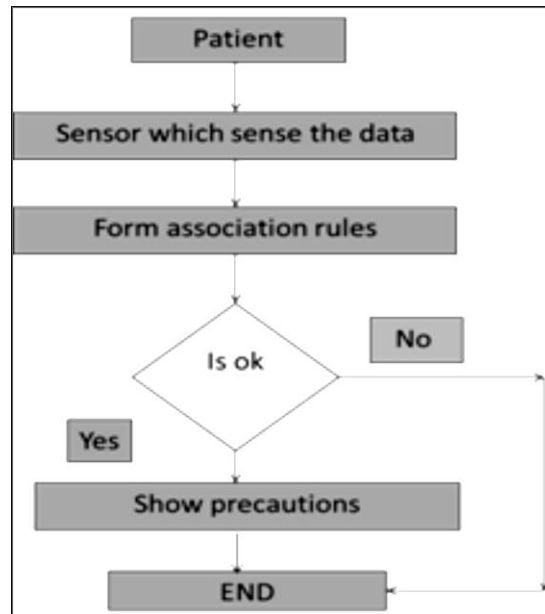 Patient
Sensor which sense the data
Form association rules
Is ok
No
Yes
Show precautions
END